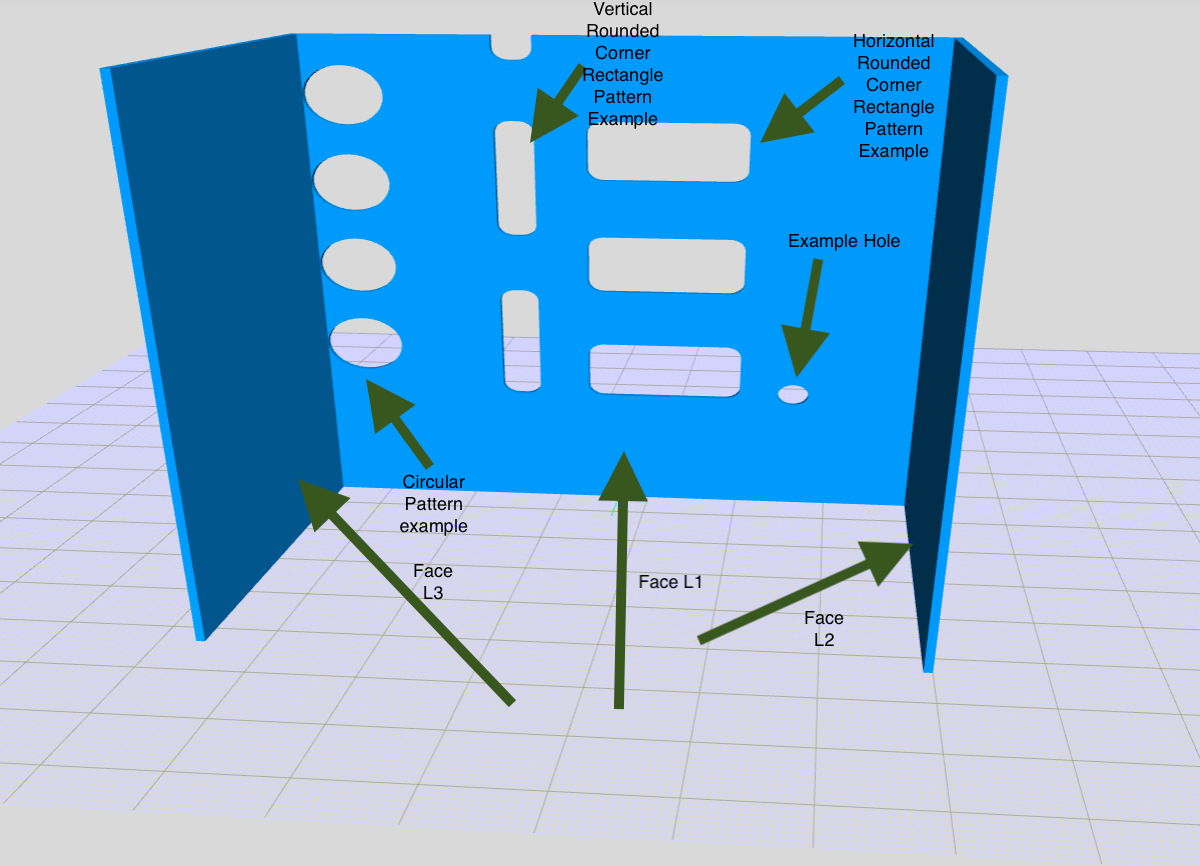 Vertical
Rounded
Corner
Rectangle
Pattern
Example
Horizontal
Rounded
Corner
Rectangle
Pattern
Example
Example Hole
Circular
Pattern
example
Face
L3
Face L1
Face
L2